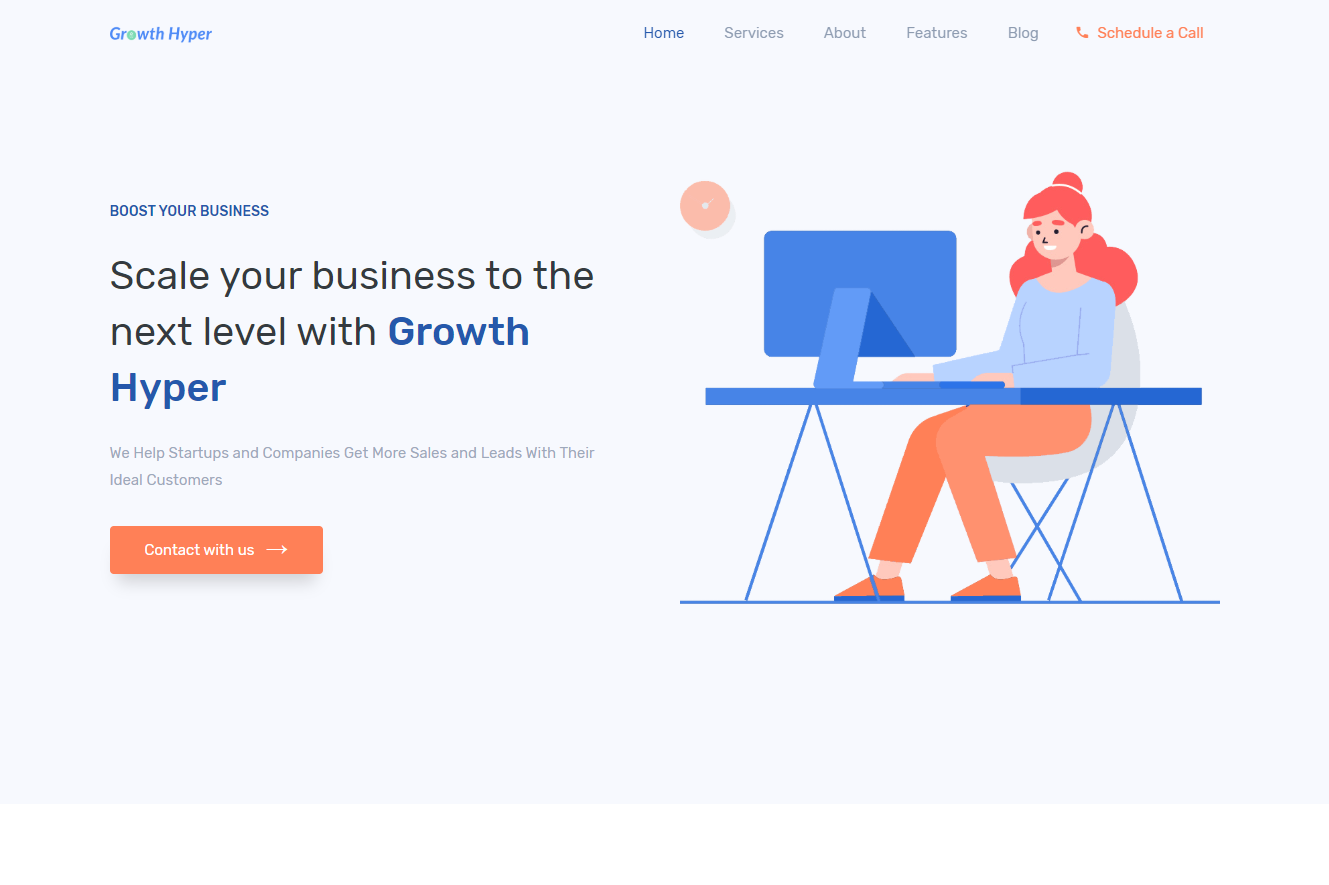 Growth Hyper
Home Services About Features Blog Schedule a Call
BOOST YOUR BUSINESS
Scale your business to the
next level with Growth
Hyper
We Help Startups and Companies Get More Sales and Leads With Their
Ideal Customers
Contact with us